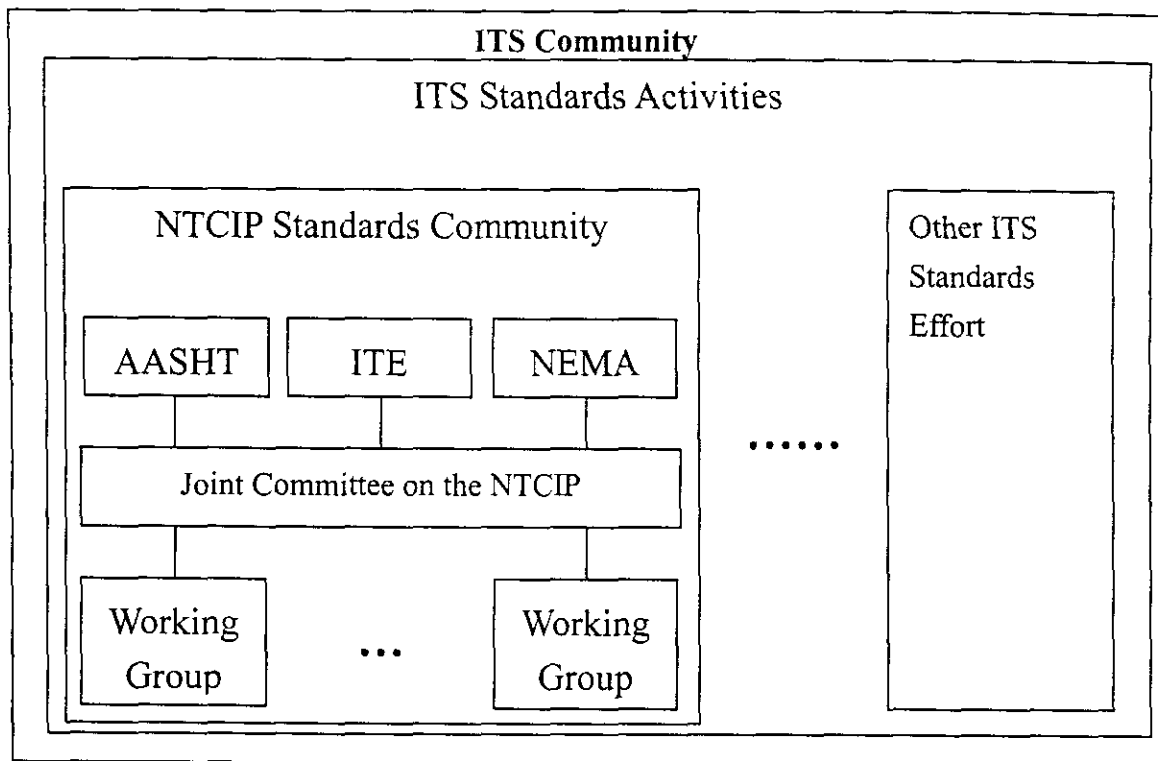 ITS Community
ITS Standards Activities
NTCIP Standards Community
AASHT
ITE
NEMA
Joint Committee on the NTCIP
Working
Group
...
Working
Group
......
Other ITS
Standards
Effort